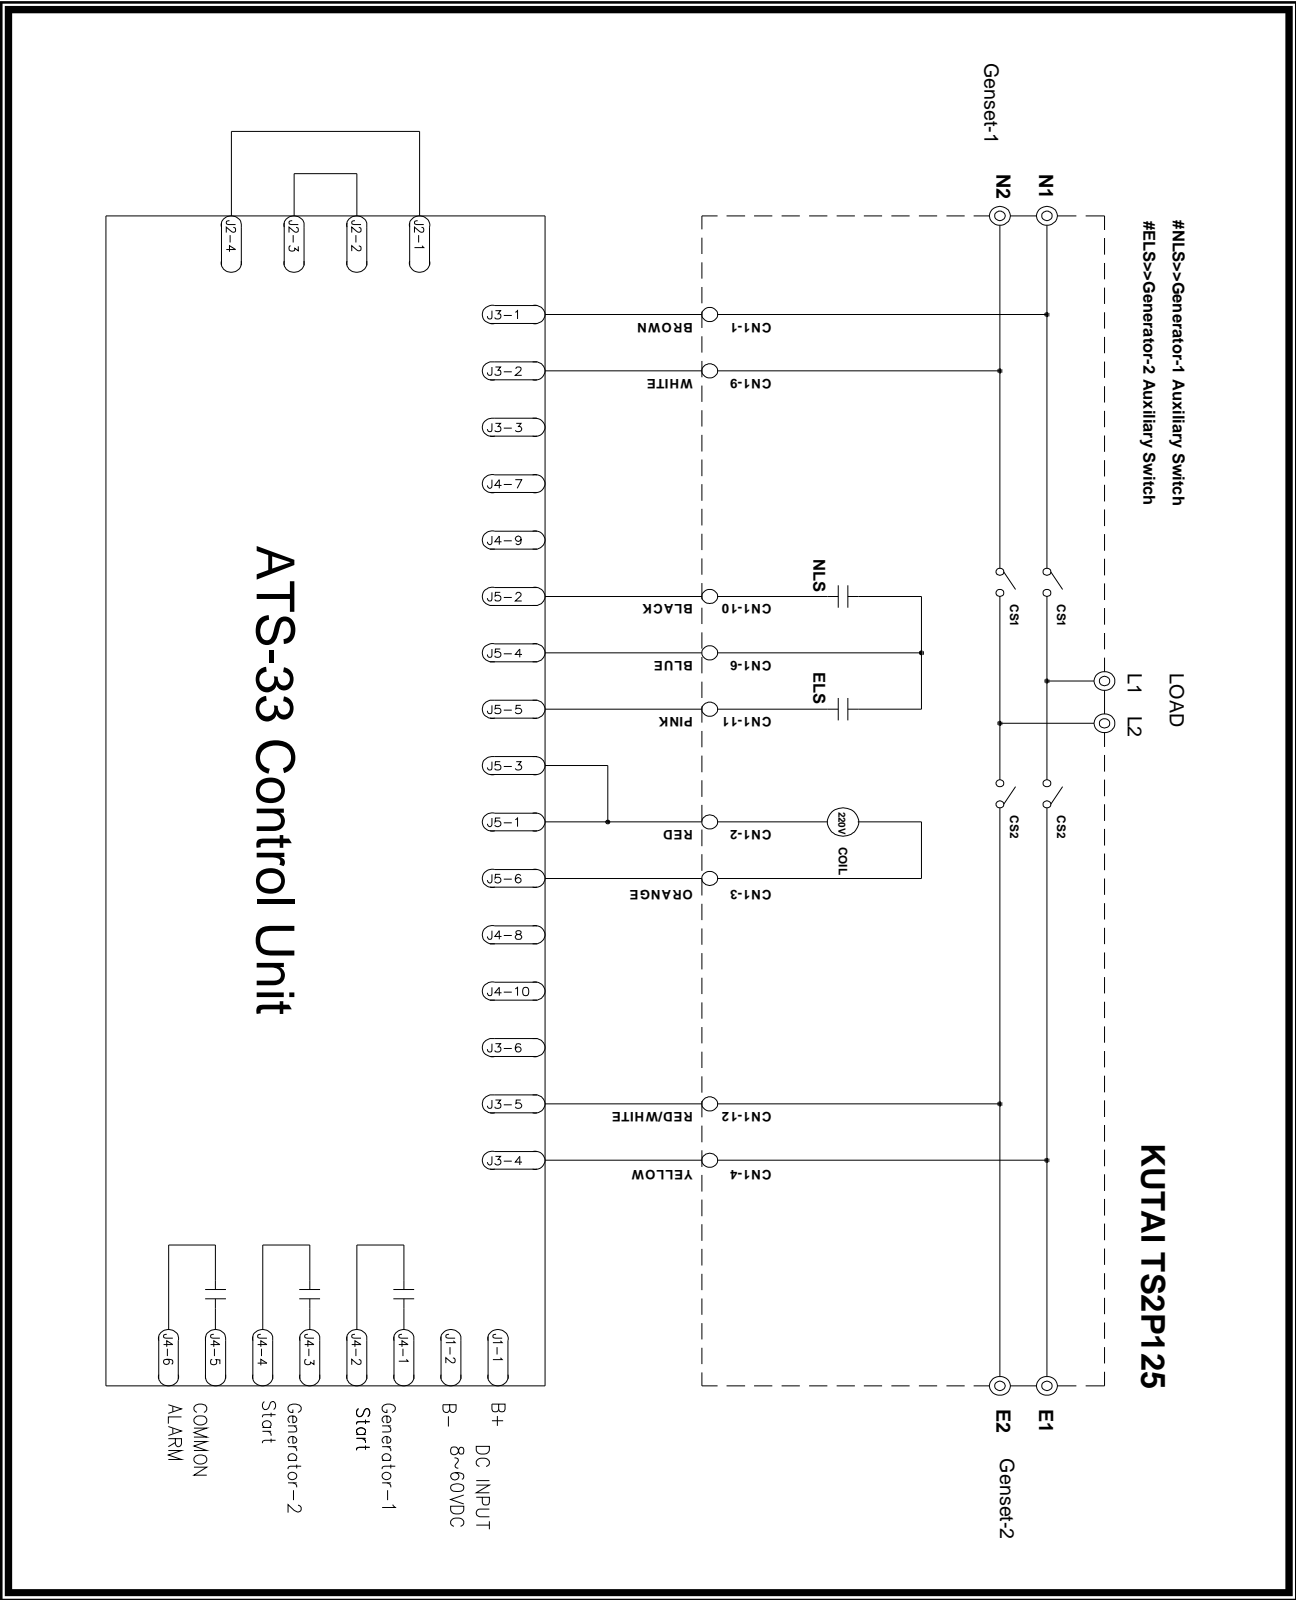 #NLS>>Generator-1 Auxiliary Switch
#ELS>>Generator-2 Auxiliary Switch
LOAD
L1
L2
KUTAI TS2P125
Genset-1
N1
N2
CS1
CS1
CS2
CS2
E1
E2
Genset-2
NLS
ELS
220V
COIL
CN1-1
CN1-9
CN1-10
CN1-6
CN1-11
CN1-2
CN1-3
CN1-12
CN1-4
BROWN
WHITE
BLACK
BLUE
PINK
RED
ORANGE
RED/WHITE
YELLOW
J3-1
J3-2
J3-3
J4-7
J4-9
J5-2
J5-4
J5-5
J5-3
J5-1
J5-6
J4-8
J4-10
J3-6
J3-5
J3-4
J2-1
J2-2
J2-3
J2-4
ATS-33 Control Unit
J1-1
J1-2
J4-1
J4-2
J4-3
J4-4
J4-5
J4-6
B+
B-
DC INPUT
8~60VDC
Generator-1
Start
Generator-2
Start
COMMON
ALARM